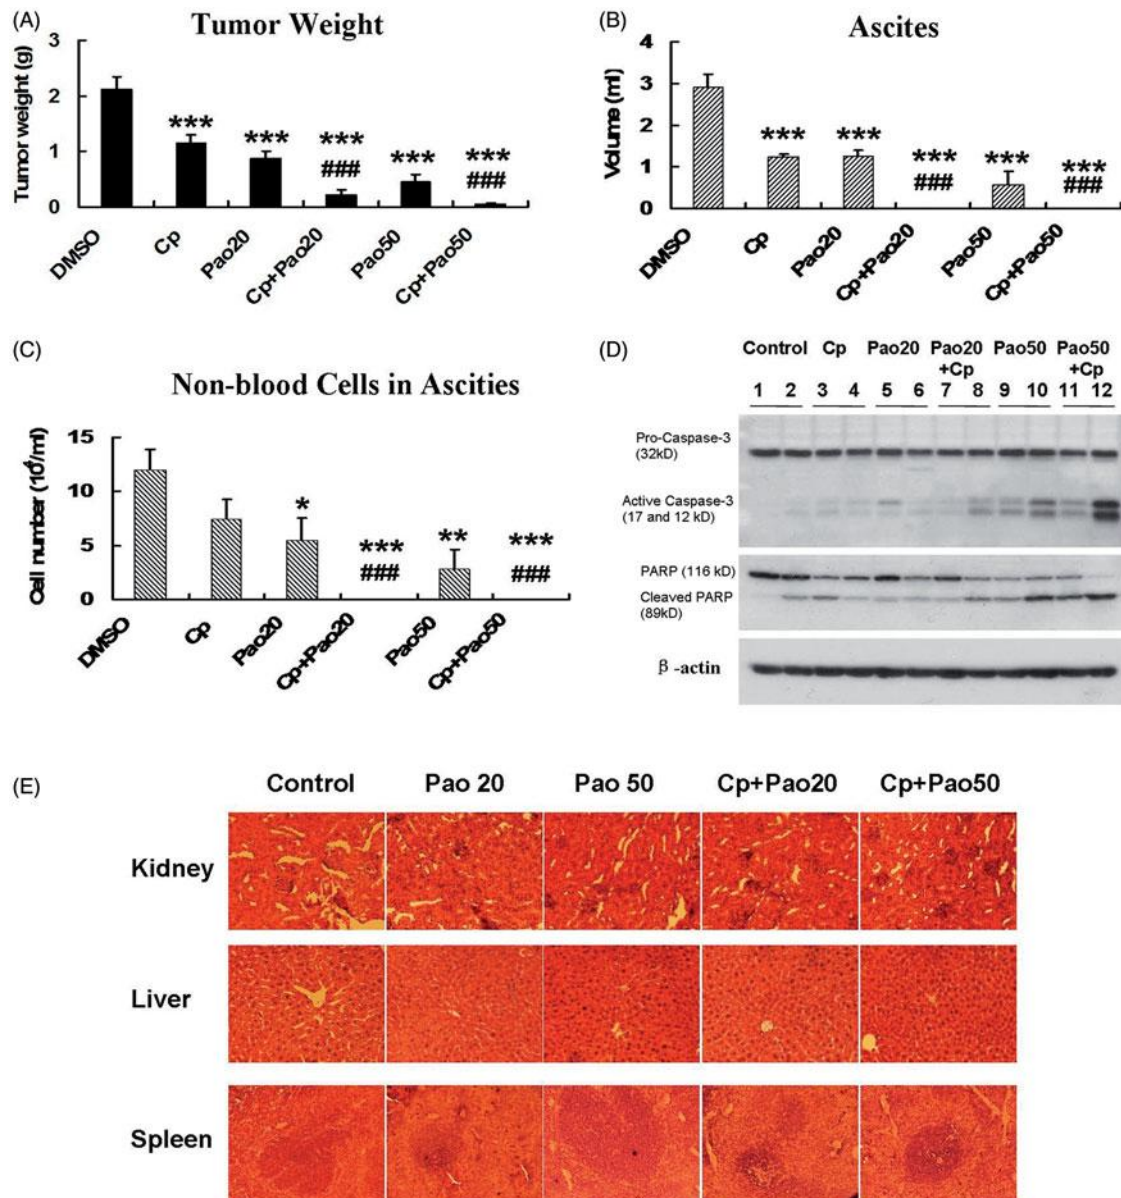 (A)
Tumor Weight
Tumor weight (g)
3
2
1
0
***
***
***
###
***
***
###
DMSO
Cp
Pao20
Cp+Pao20
Pao50
Cp+Pao50
(B)
Ascites
Volume (ml)
4
3
2
1
0
***
***
***
###
***
***
###
DMSO
Cp
Pao20
Cp+Pao20
Pao50
Cp+Pao50
(C)
Non-blood Cells in Ascities
Cell number (10⁶/ml)
15
10
5
0
*
***
###
**
***
###
DMSO
Cp
Pao20
Cp+Pao20
Pao50
Cp+Pao50
(D)
Control Cp Pao20 Pao20 Pao50 Pao50
+Cp +Cp
1 2 3 4 5 6 7 8 9 10 11 12
Pro-Caspase-3
(32kD)
Active Caspase-3
(17 and 12 kD)
PARP (116 kD)
Cleaved PARP
(89kD)
β-actin
(E)
Control Pao 20 Pao 50 Cp+Pao20 Cp+Pao50
Kidney
Liver
Spleen